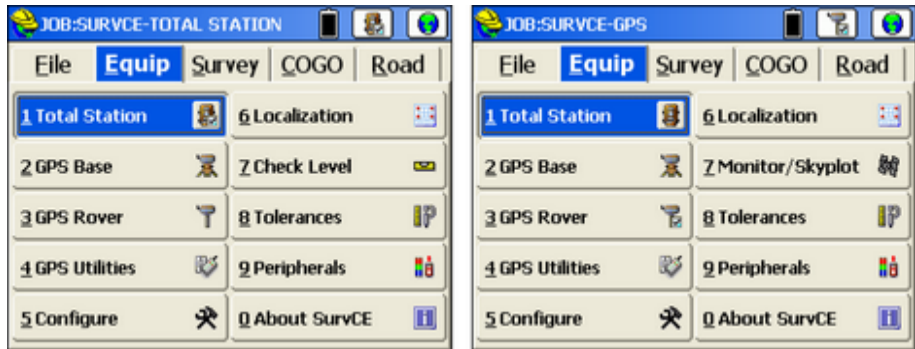 JOB:SURVCE-TOTAL STATION
File Equip Survey COGO Road
1 Total Station 6 Localization
2 GPS Base 7 Check Level
3 GPS Rover 8 Tolerances
4 GPS Utilities 9 Peripherals
5 Configure 0 About SurvCE
JOB:SURVCE-GPS
File Equip Survey COGO Road
1 Total Station 6 Localization
2 GPS Base 7 Monitor/Skyplot
3 GPS Rover 8 Tolerances
4 GPS Utilities 9 Peripherals
5 Configure 0 About SurvCE